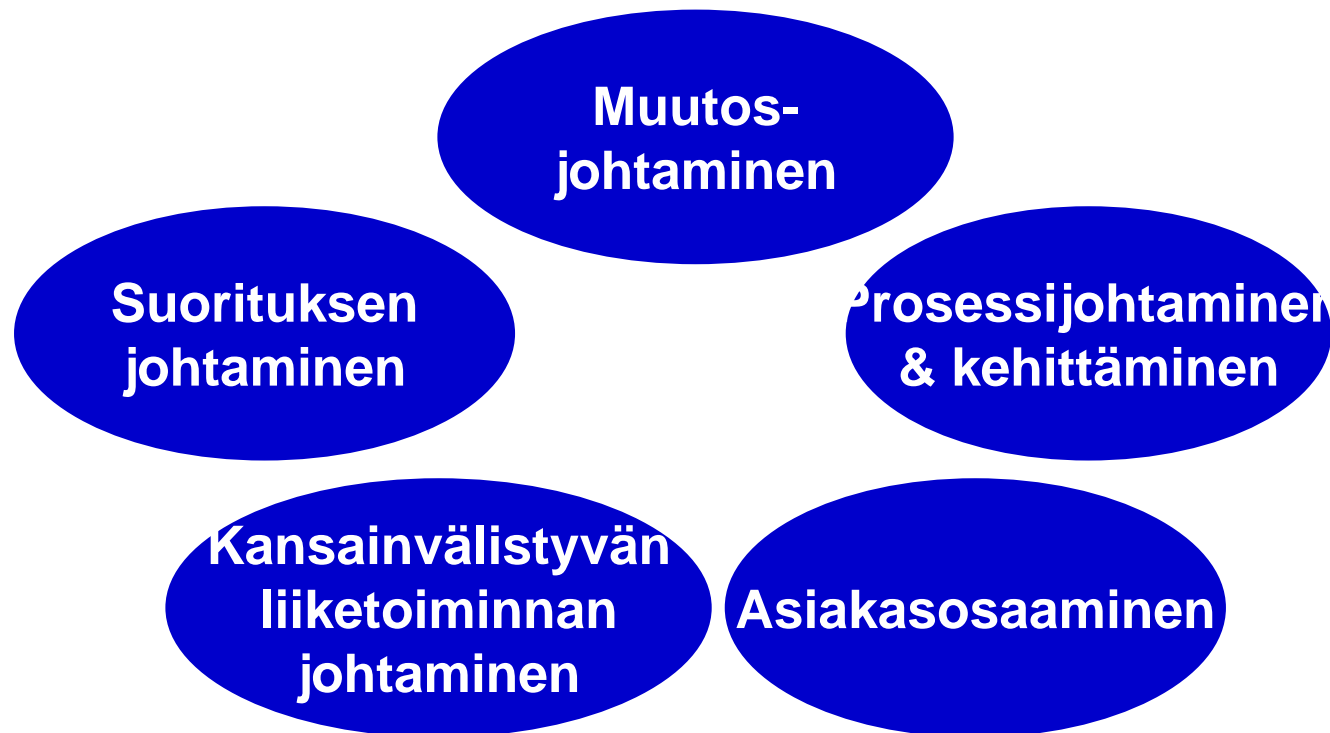 Muutos-
johtaminen
Suorituksen
johtaminen
Prosessijohtaminen
& kehittäminen
Kansainvälistyvän
liiketoiminnan
johtaminen
Asiakasosaaminen